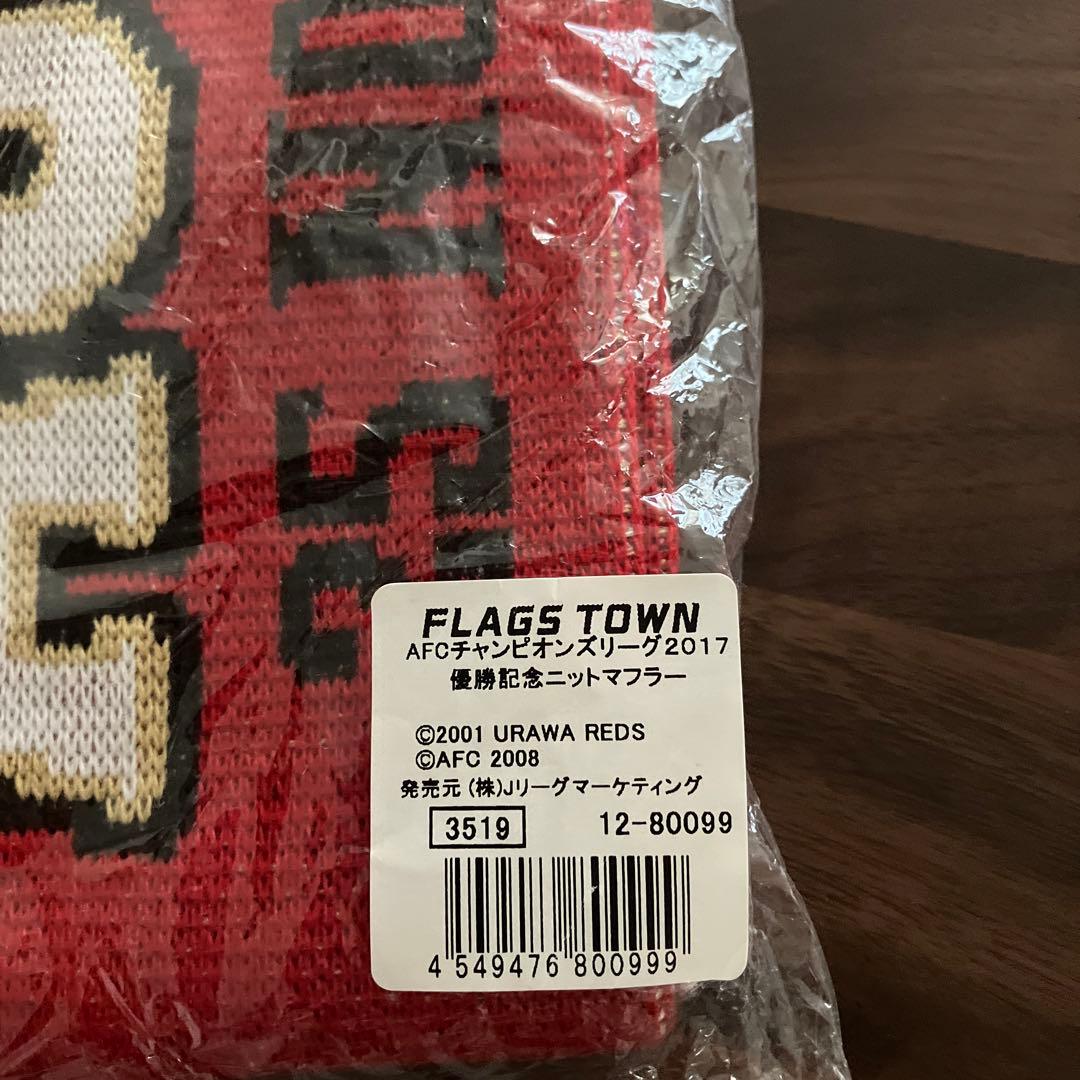 FLAGS TOWN
AFCチャンピオンズリーグ2017
優勝記念ニットマフラー
©2001 URAWA REDS
©AFC 2008
発売元 (株)Jリーグマーケティング
3519 12-80099
4 549476 800999